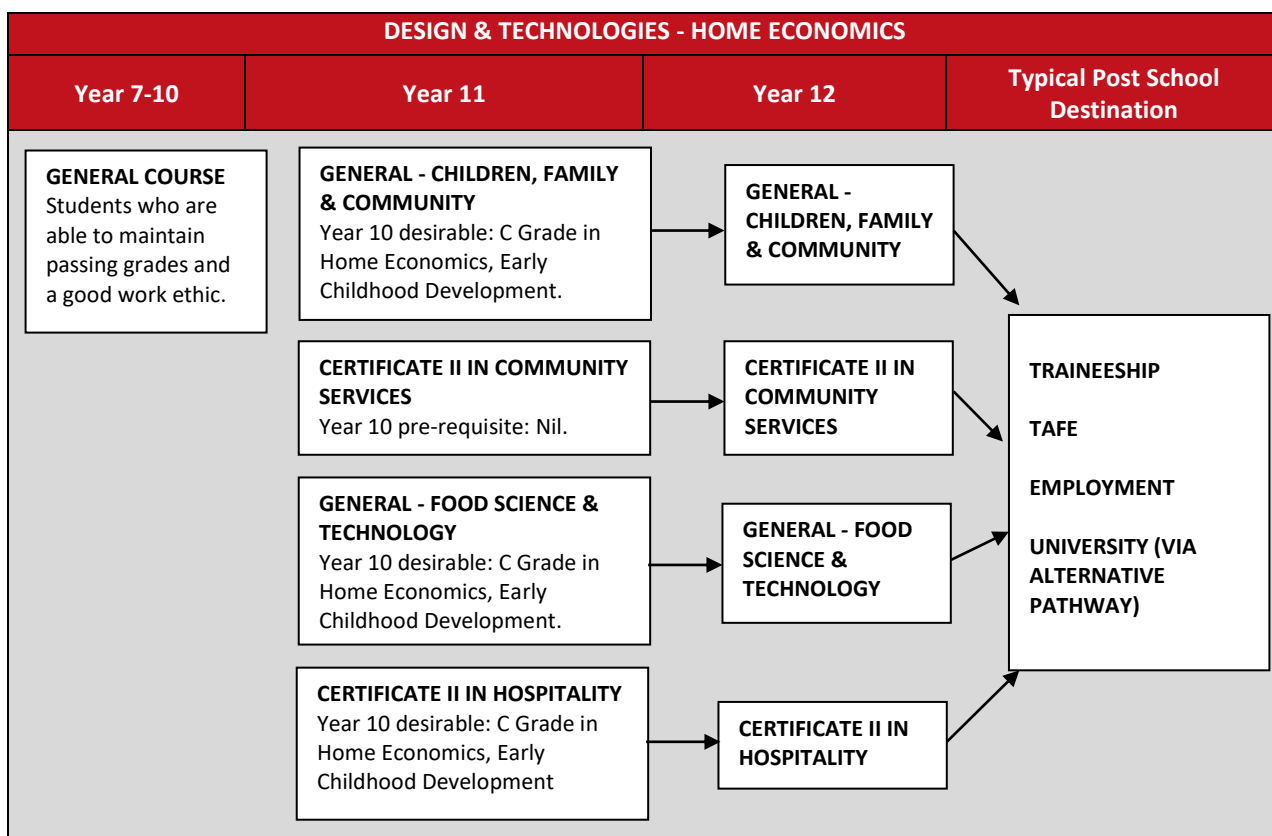 DESIGN & TECHNOLOGIES - HOME ECONOMICS
Year 7-10
Year 11
Year 12
Typical Post School
Destination
GENERAL COURSE
Students who are
able to maintain
passing grades and
a good work ethic.
GENERAL - CHILDREN, FAMILY
& COMMUNITY
Year 10 desirable: C Grade in
Home Economics, Early
Childhood Development.
GENERAL -
CHILDREN, FAMILY
& COMMUNITY
CERTIFICATE II IN COMMUNITY
SERVICES
Year 10 pre-requisite: Nil.
CERTIFICATE II IN
COMMUNITY
SERVICES
GENERAL - FOOD SCIENCE &
TECHNOLOGY
Year 10 desirable: C Grade in
Home Economics, Early
Childhood Development.
GENERAL - FOOD
SCIENCE &
TECHNOLOGY
CERTIFICATE II IN HOSPITALITY
Year 10 desirable: C Grade in
Home Economics, Early
Childhood Development
CERTIFICATE II IN
HOSPITALITY
TRAINEESHIP
TAFE
EMPLOYMENT
UNIVERSITY (VIA
ALTERNATIVE
PATHWAY)